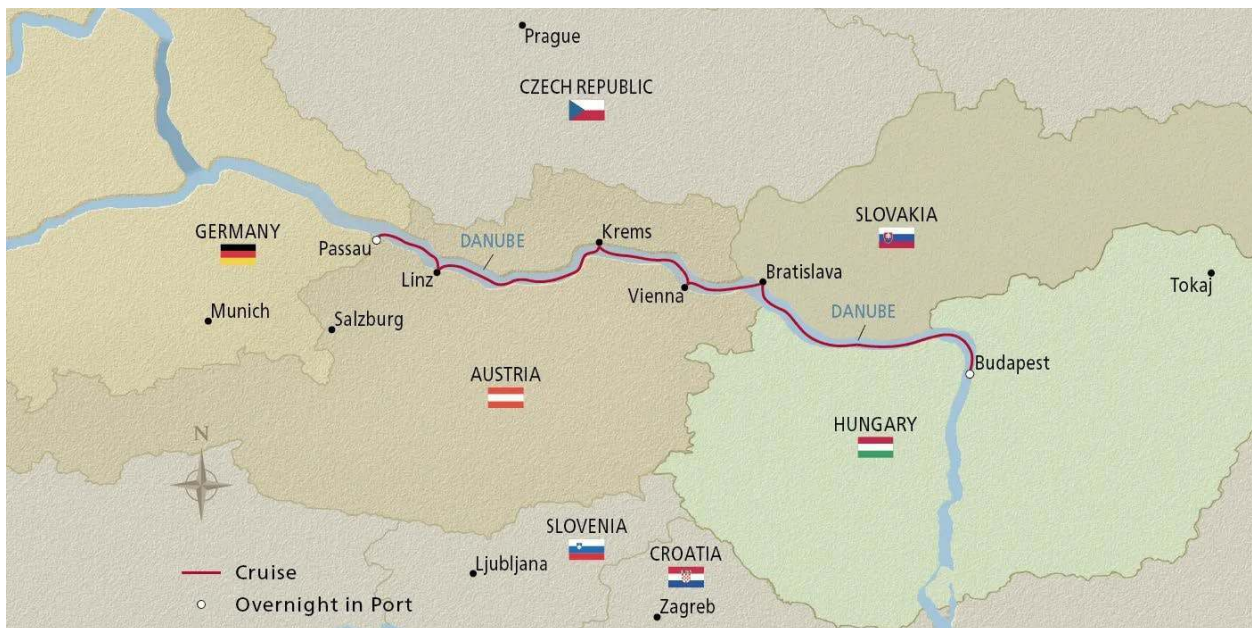 Prague
CZECH REPUBLIC
SLOVAKIA
GERMANY
Passau
DANUBE
Krems
Linz
Vienna
Bratislava
Tokaj
Munich
Salzburg
DANUBE
Budapest
AUSTRIA
HUNGARY
N
SLOVENIA
CROATIA
Ljubljana
Zagreb
Cruise
Overnight in Port